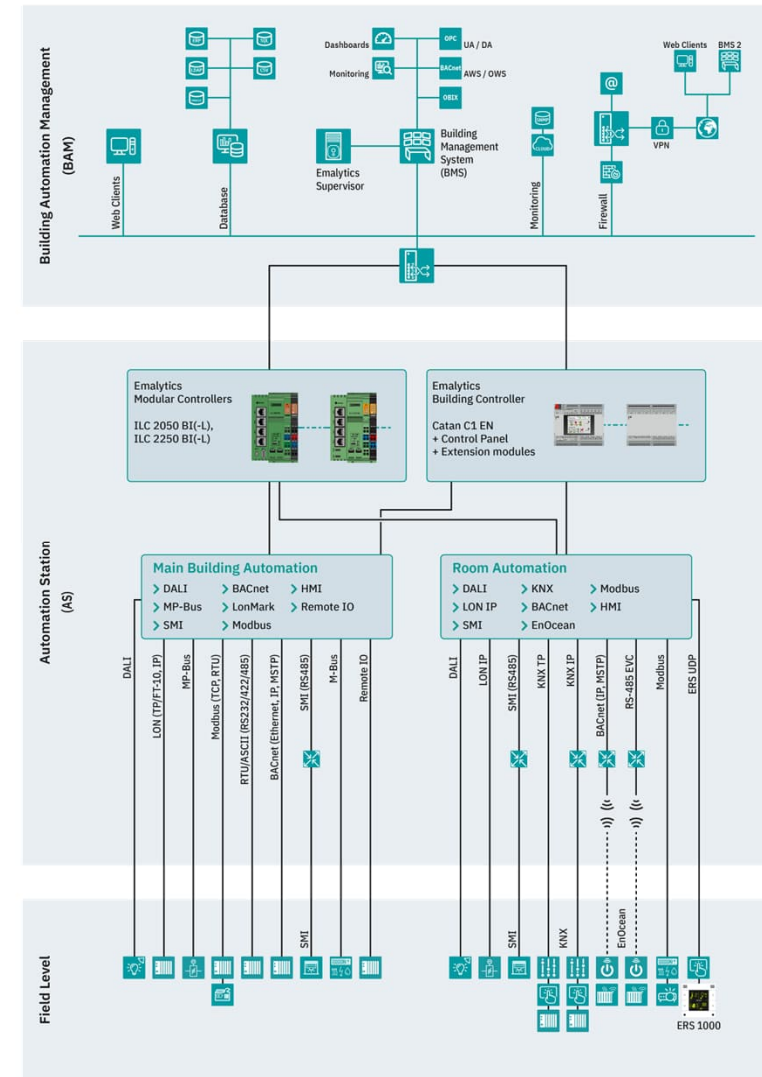 Building Automation Management
(BAM)
Dashboards
OPC
UA / DA
Monitoring
BACnet
AWS / OWS
OBIX
Web Clients
BMS 2
@
VPN
Emalytics
Supervisor
Building
Management
System
(BMS)
CLOUD
Web Clients
Database
Monitoring
Firewall
Automation Station
(AS)
Emalytics
Modular Controllers
ILC 2050 BI(-L),
ILC 2250 BI(-L)
Emalytics
Building Controller
Catan C1 EN
+ Control Panel
+ Extension modules
Main Building Automation
> DALI
> BACnet
> HMI
> MP-Bus
> LonMark
> Remote IO
> SMI
> Modbus
Room Automation
> DALI
> KNX
> Modbus
> LON IP
> BACnet
> HMI
> SMI
> EnOcean
DALI
LON (TP/FT-10, IP)
MP-Bus
Modbus (TCP, RTU)
RTU/ASCII (RS232/422/485)
BACnet (Ethernet, IP, MSTP)
SMI (RS485)
M-Bus
Remote IO
DALI
LON IP
SMI (RS485)
KNX TP
KNX IP
BACnet (IP, MSTP)
RS-485 EVC
Modbus
ERS UDP
Field Level
SMI
SMI
KNX
EnOcean
ERS 1000